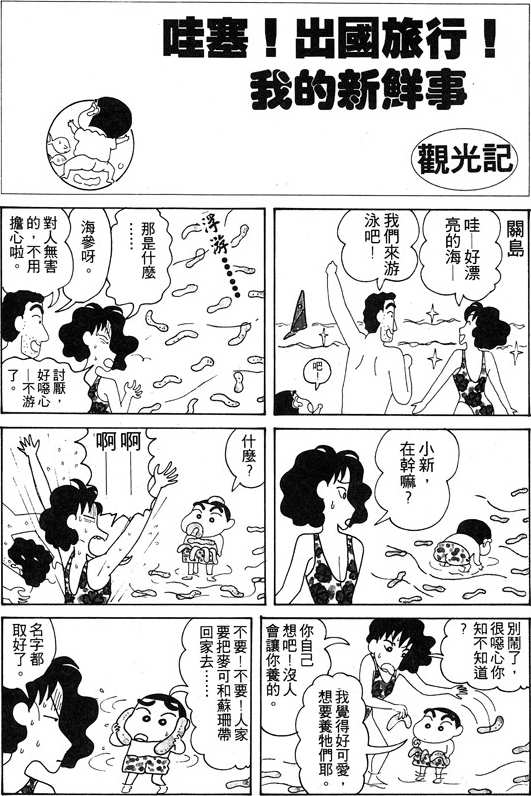 哇塞！出國旅行！
我的新鮮事
觀光記
關島
哇—好漂
亮的海—
我們來游
泳吧！
吧
浮游……
那是什麼
……
海參呀。
對人無害
的，不用
擔心啦。
討厭，
好噁心
—不游
了。
小新，
在幹嘛？
什麼？
啊—
啊—
別鬧了，
很噁心你
知不知道
？
我覺得好可愛，
想要養牠們耶。
你自己
想吧！沒人
會讓你養的。
不要！不要！人家
要把麥可和蘇珊帶
回家去……
名字都
取好了。